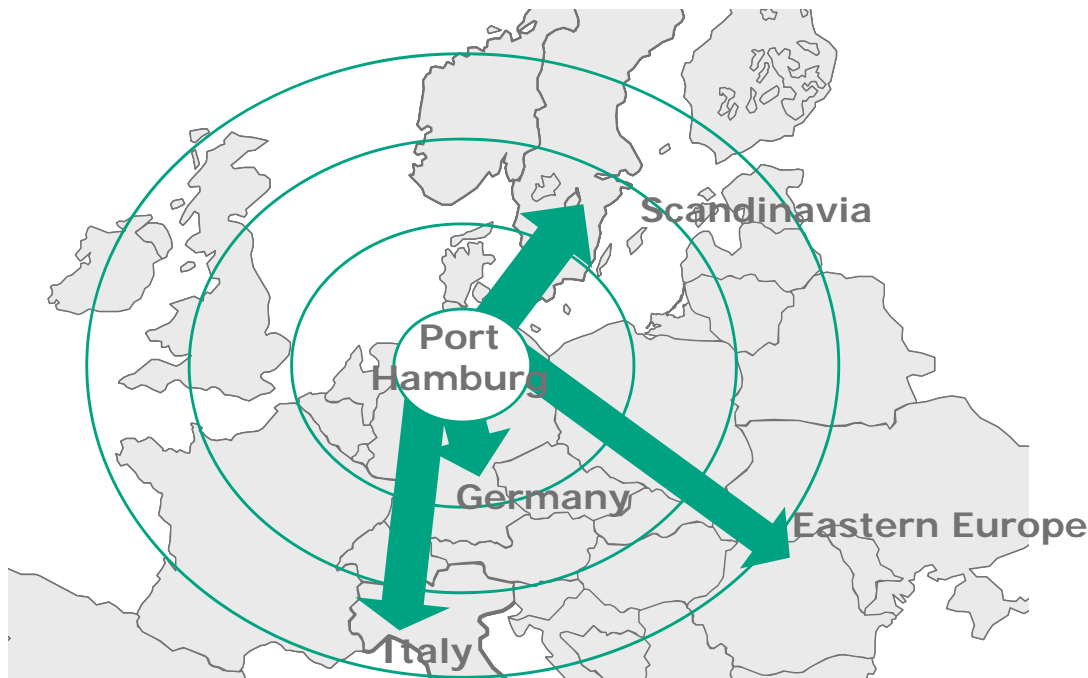 Scandinavia
Port
Hamburg
Germany
Eastern Europe
Italy